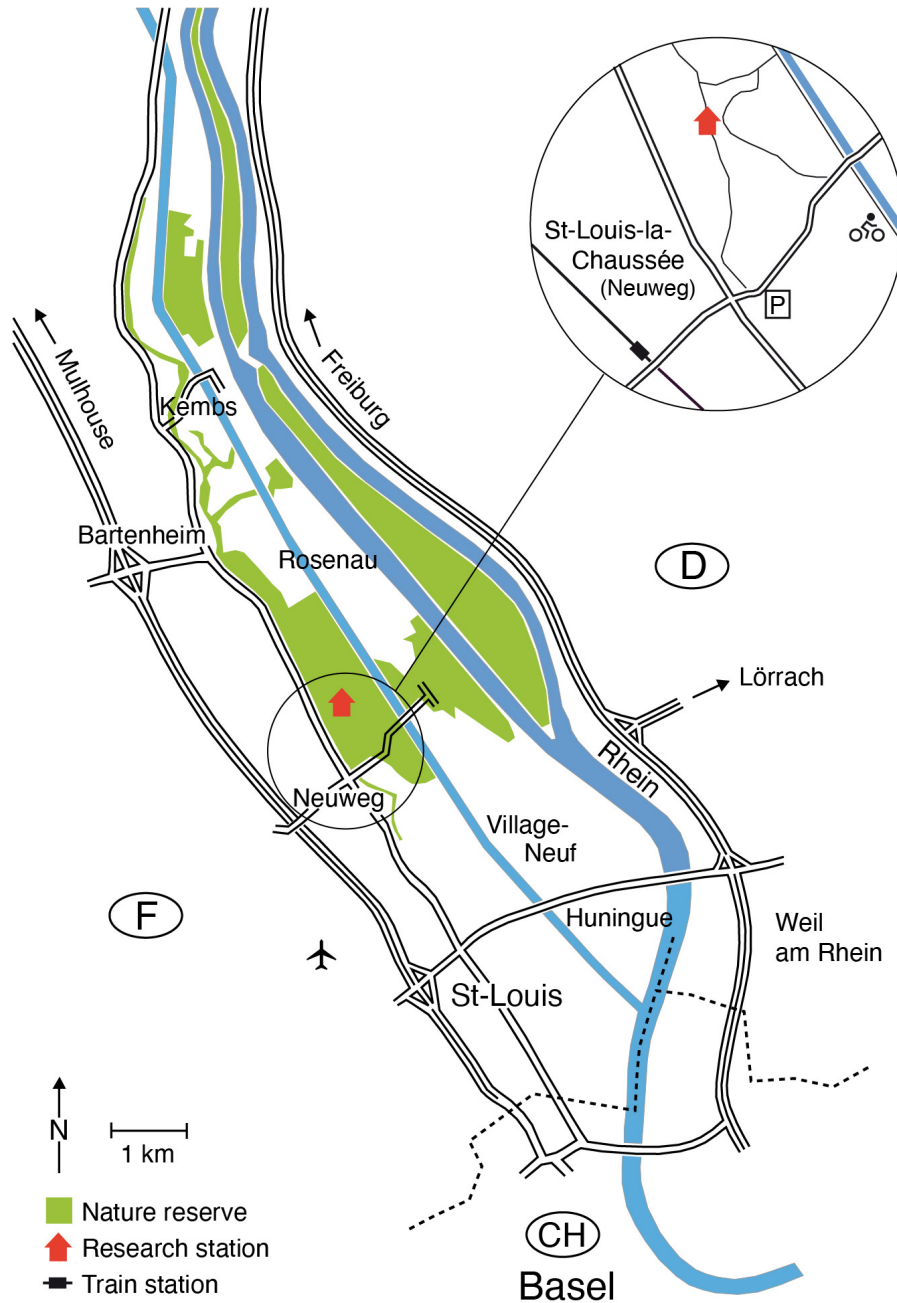 St-Louis-la-
Chaussée
(Neuweg)
P
Mulhouse
Freiburg
Kembs
Bartenheim
Rosenau
D
Lörrach
Rhein
Neuweg
Village-
Neuf
F
Huningue
Weil
am Rhein
St-Louis
N
1 km
Nature reserve
Research station
Train station
CH
Basel